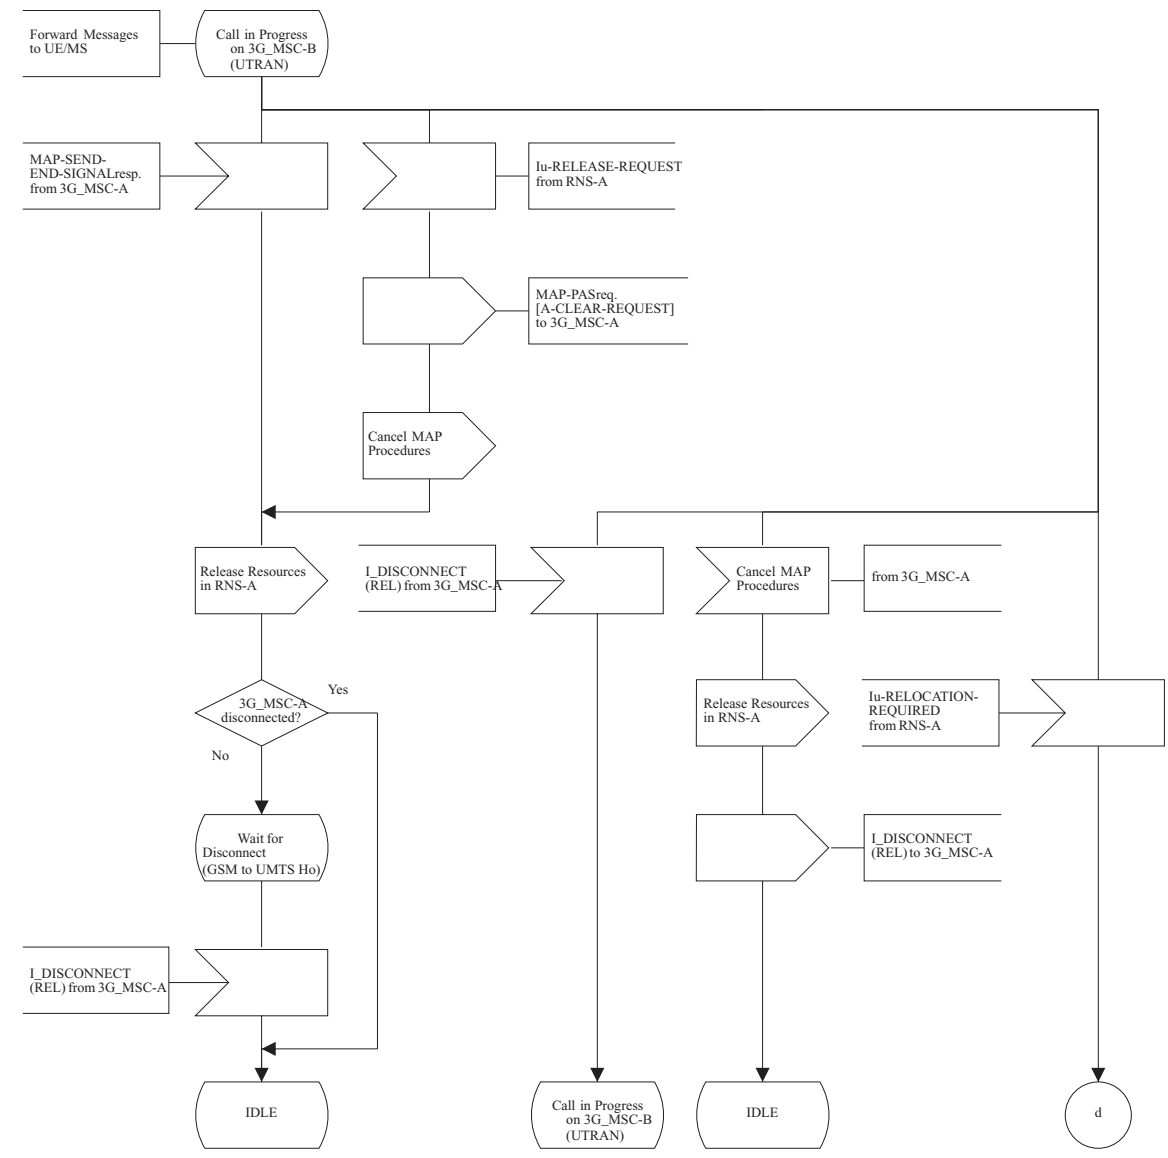 Forward Messages
to UE/MS
Call in Progress
on 3G_MSC-B
(UTRAN)
MAP-SEND-
END-SIGNALresp.
from 3G_MSC-A
Iu-RELEASE-REQUEST
from RNS-A
MAP-PASreq.
[A-CLEAR-REQUEST]
to 3G_MSC-A
Cancel MAP
Procedures
Release Resources
in RNS-A
I_DISCONNECT
(REL) from 3G_MSC-A
Cancel MAP
Procedures
from 3G_MSC-A
3G_MSC-A
disconnected?
Yes
No
Release Resources
in RNS-A
Iu-RELOCATION-
REQUIRED
from RNS-A
Wait for
Disconnect
(GSM to UMTS Ho)
I_DISCONNECT
(REL) to 3G_MSC-A
I_DISCONNECT
(REL) from 3G_MSC-A
IDLE
Call in Progress
on 3G_MSC-B
(UTRAN)
IDLE
d